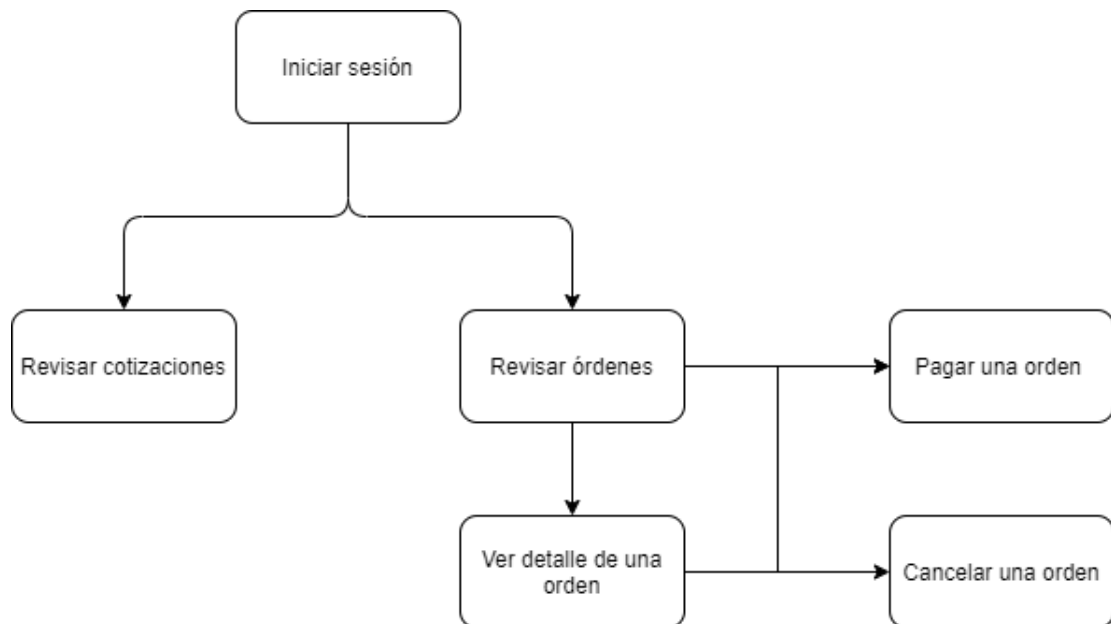 Iniciar sesión
Revisar cotizaciones
Revisar órdenes
Pagar una orden
Ver detalle de una
orden
Cancelar una orden